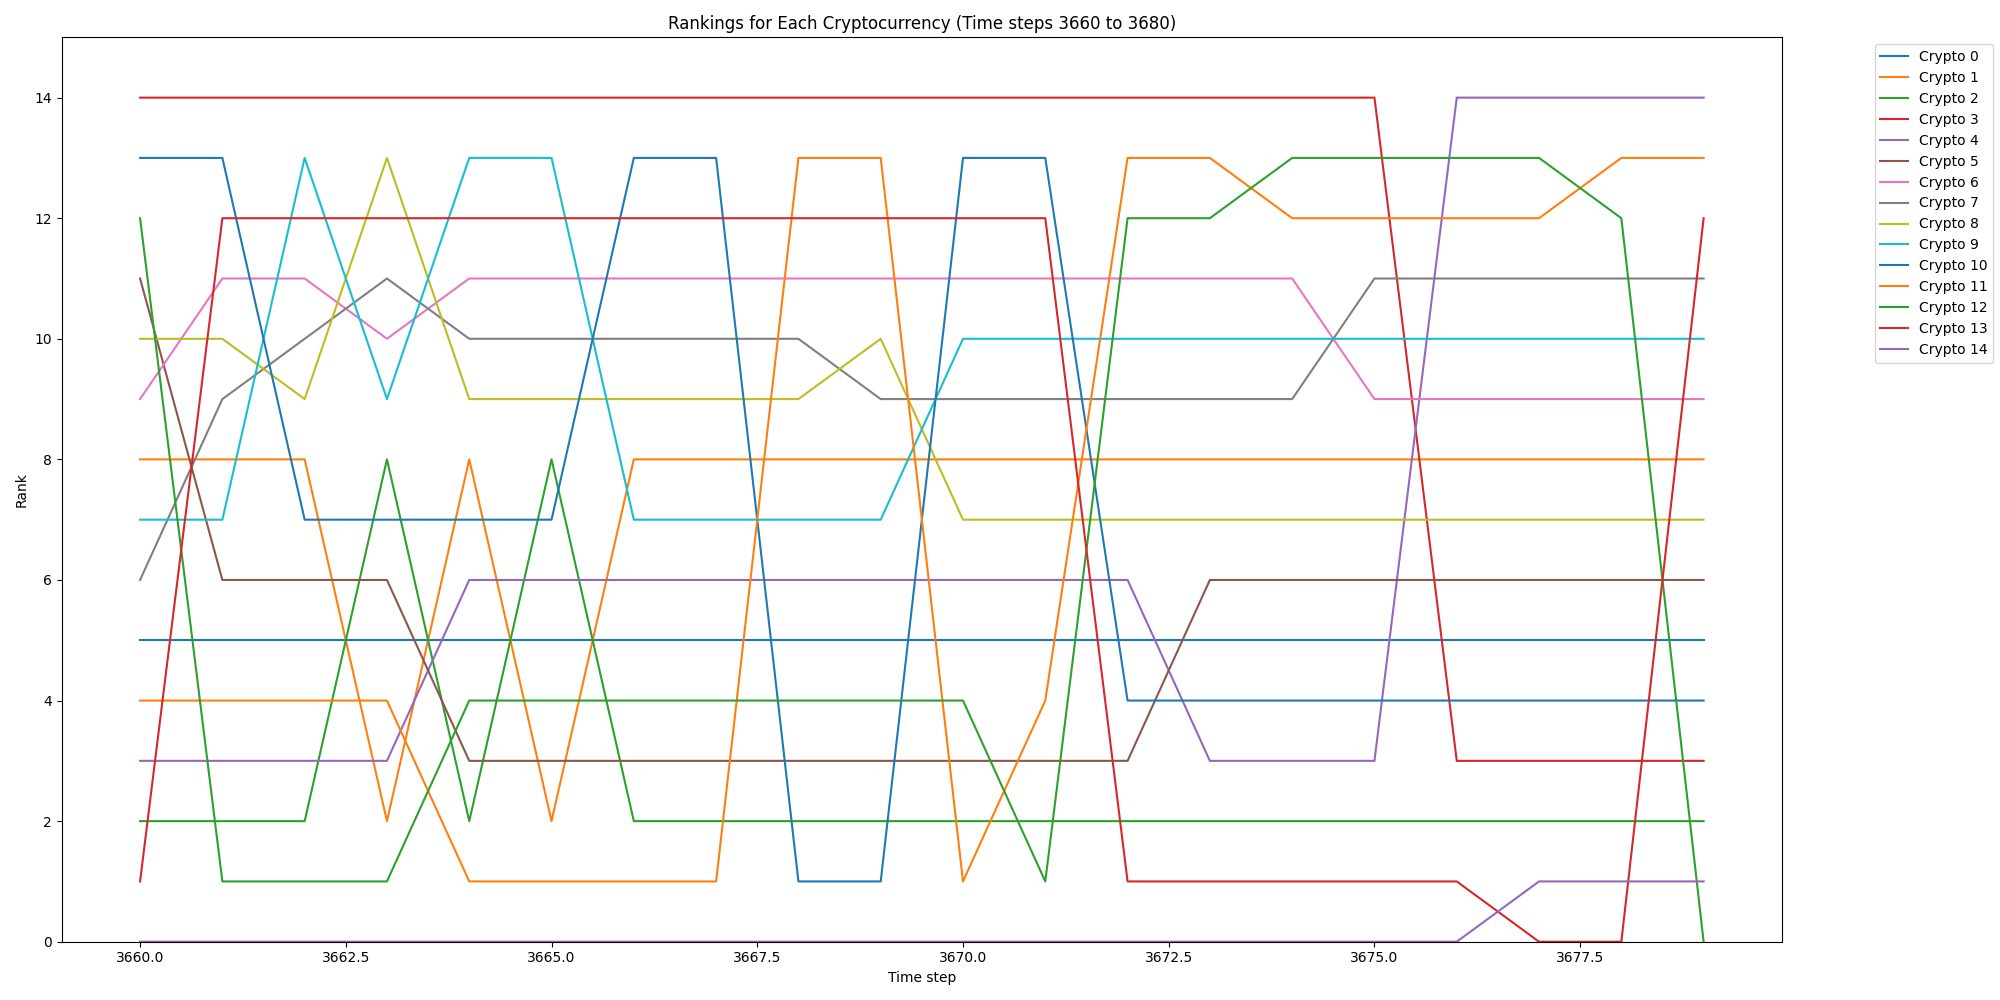 Rankings for Each Cryptocurrency (Time steps 3660 to 3680)
14
12
10
8
6
4
2
0
Rank
3660.0 3662.5 3665.0 3667.5 3670.0 3672.5 3675.0 3677.5
Time step
Crypto 0
Crypto 1
Crypto 2
Crypto 3
Crypto 4
Crypto 5
Crypto 6
Crypto 7
Crypto 8
Crypto 9
Crypto 10
Crypto 11
Crypto 12
Crypto 13
Crypto 14